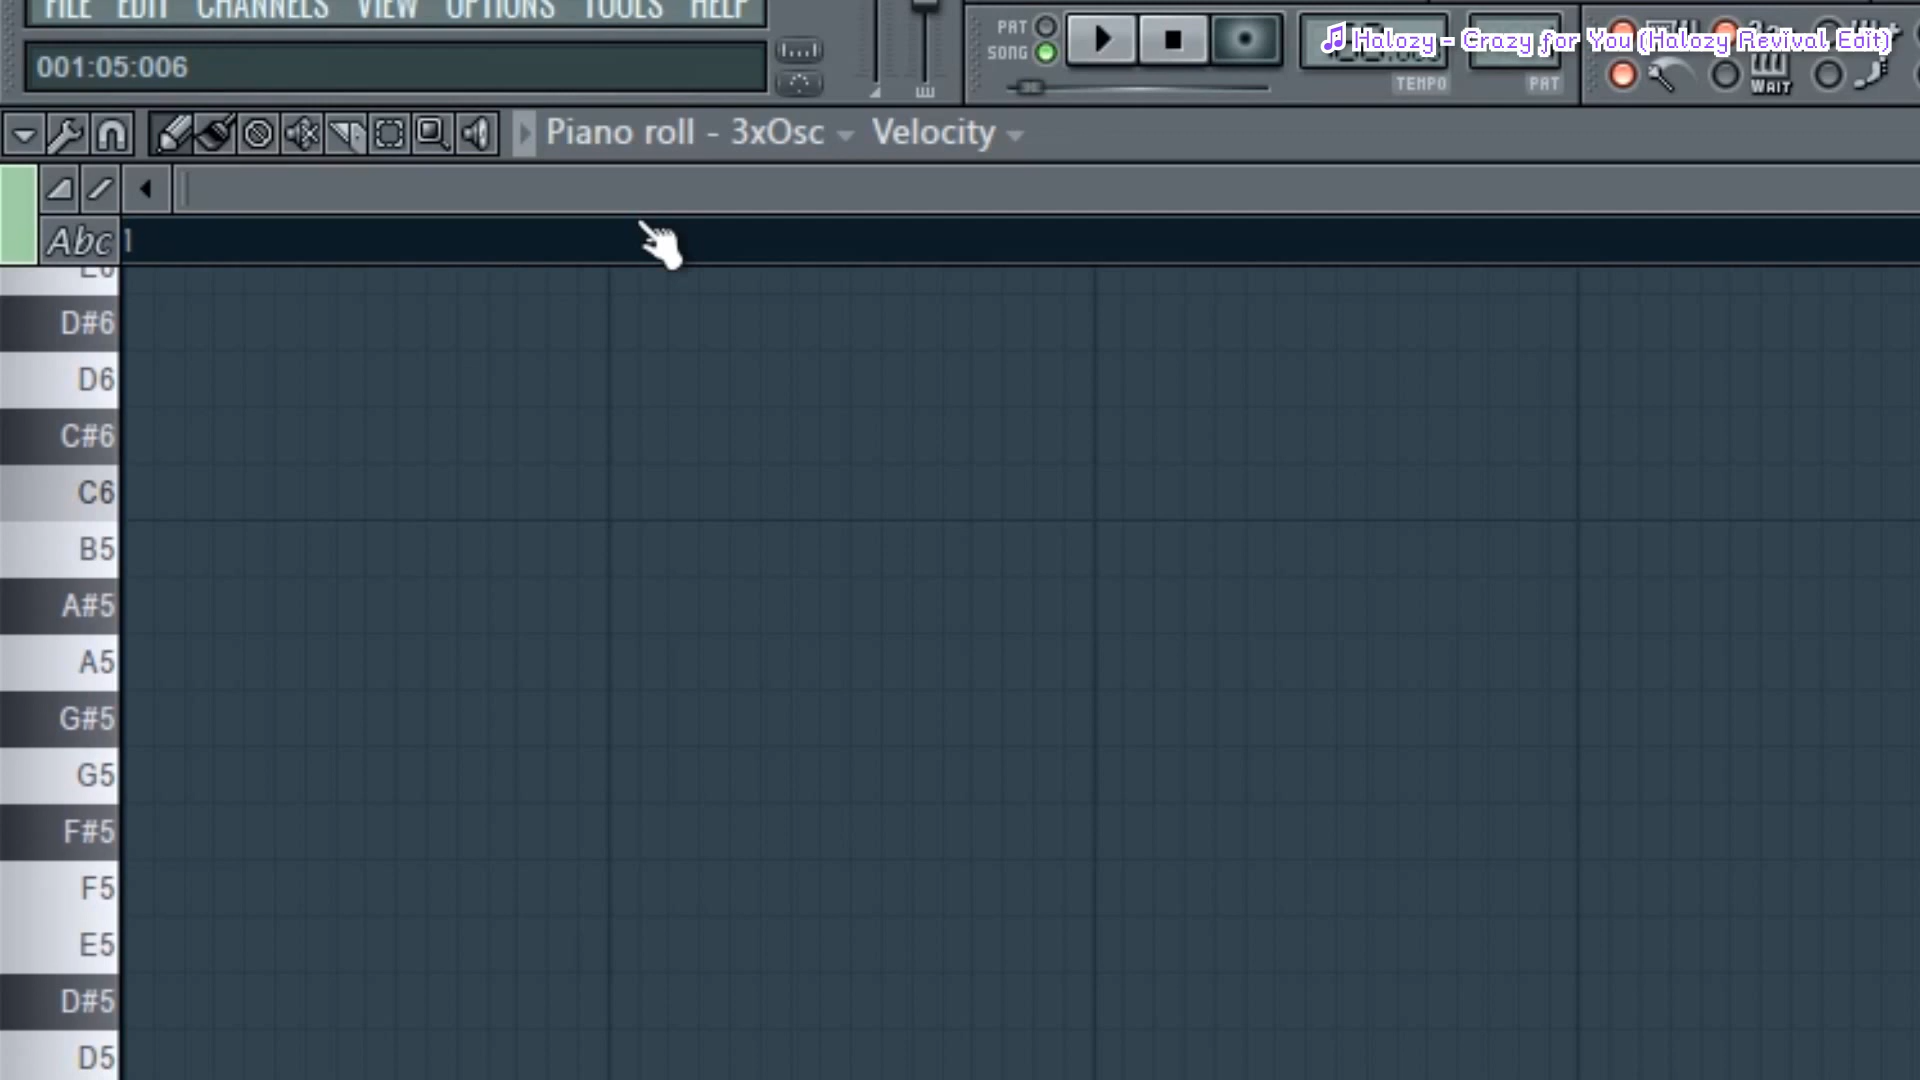 FILE EDIT CHANNELS VIEW OPTIONS TOOLS HELP
001:05:006
PAT
SONG
TEMPO
PAT
♫ Halozy - Crazy for You (Halozy Revival Edit)
WAIT
Piano roll - 3xOsc Velocity
Abc
1
E6
D#6
D6
C#6
C6
B5
A#5
A5
G#5
G5
F#5
F5
E5
D#5
D5